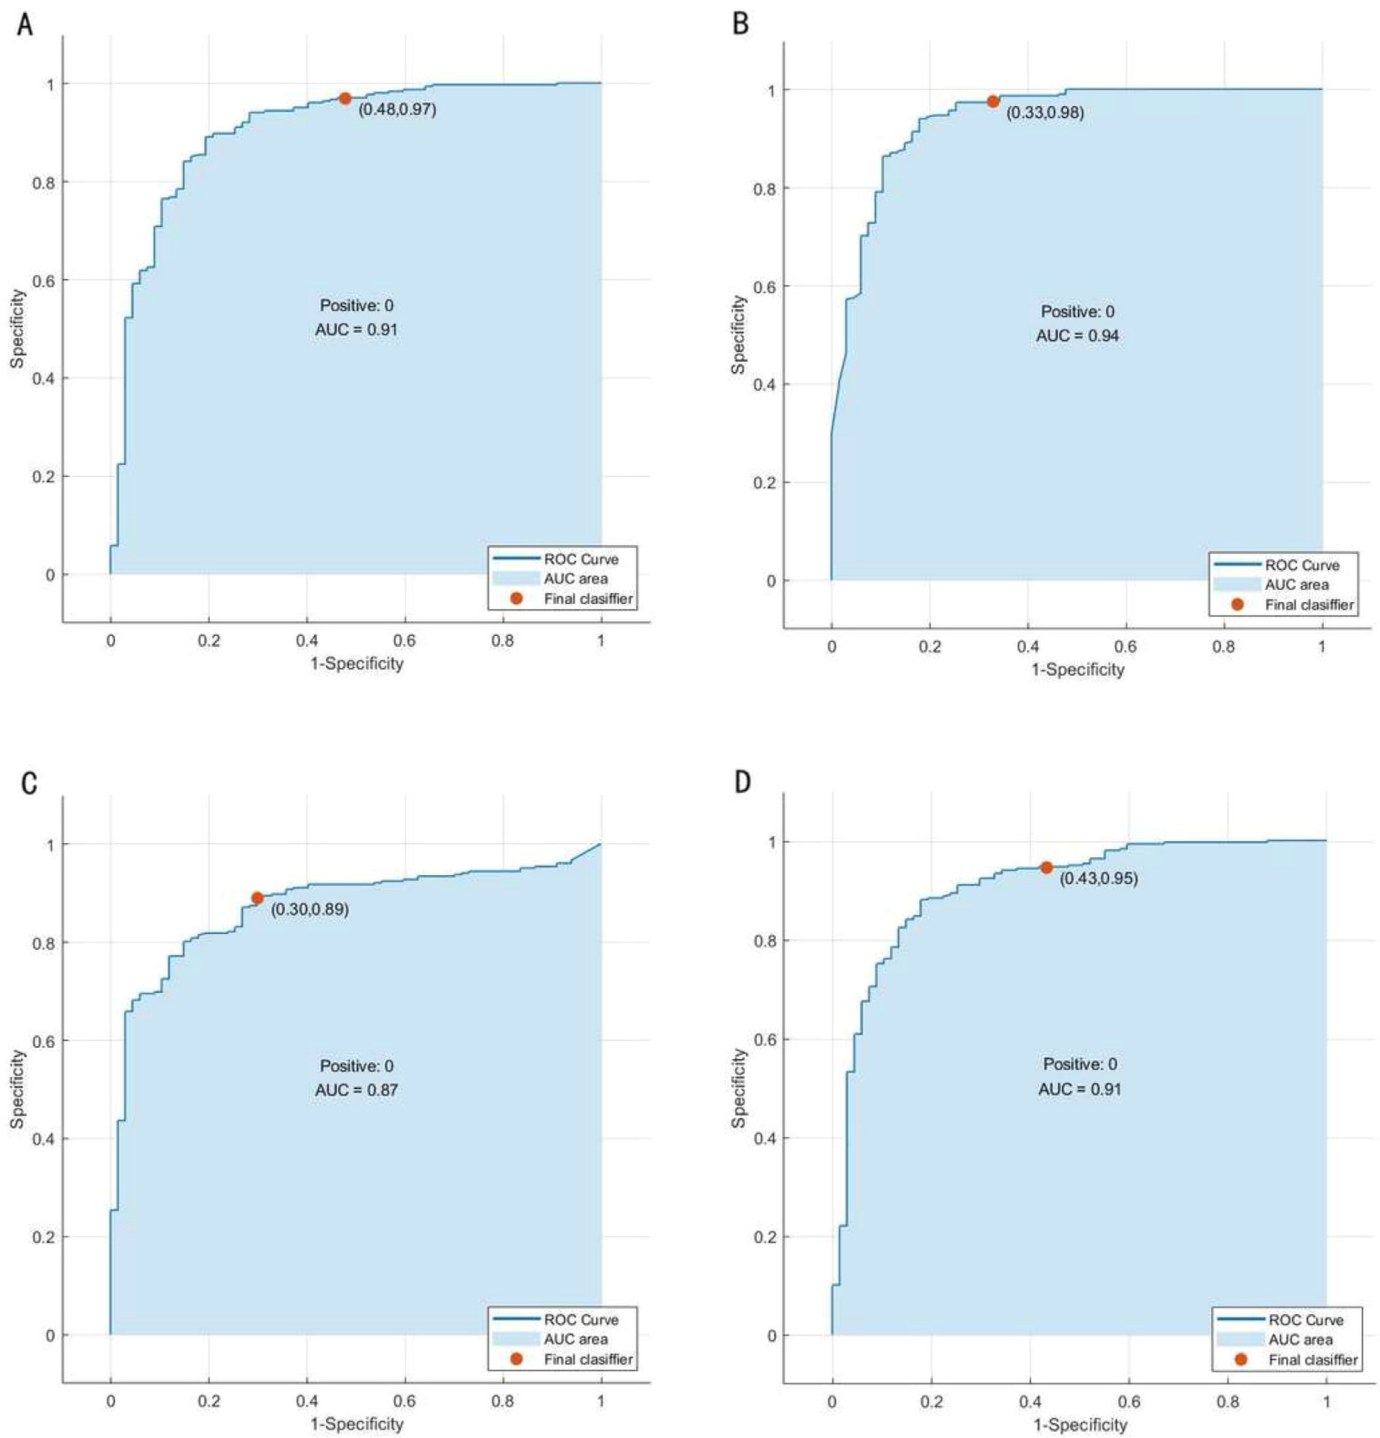 A
1
0.8
0.6
0.4
0.2
0
Specificity
(0.48,0.97)
Positive: 0
AUC = 0.91
ROC Curve
AUC area
Final clasiffier
0 0.2 0.4 0.6 0.8 1
1-Specificity
B
1
0.8
0.6
0.4
0.2
0
Specificity
(0.33,0.98)
Positive: 0
AUC = 0.94
ROC Curve
AUC area
Final clasiffier
0 0.2 0.4 0.6 0.8 1
1-Specificity
C
1
0.8
0.6
0.4
0.2
0
Specificity
(0.30,0.89)
Positive: 0
AUC = 0.87
ROC Curve
AUC area
Final clasiffier
0 0.2 0.4 0.6 0.8 1
1-Specificity
D
1
0.8
0.6
0.4
0.2
0
Specificity
(0.43,0.95)
Positive: 0
AUC = 0.91
ROC Curve
AUC area
Final clasiffier
0 0.2 0.4 0.6 0.8 1
1-Specificity